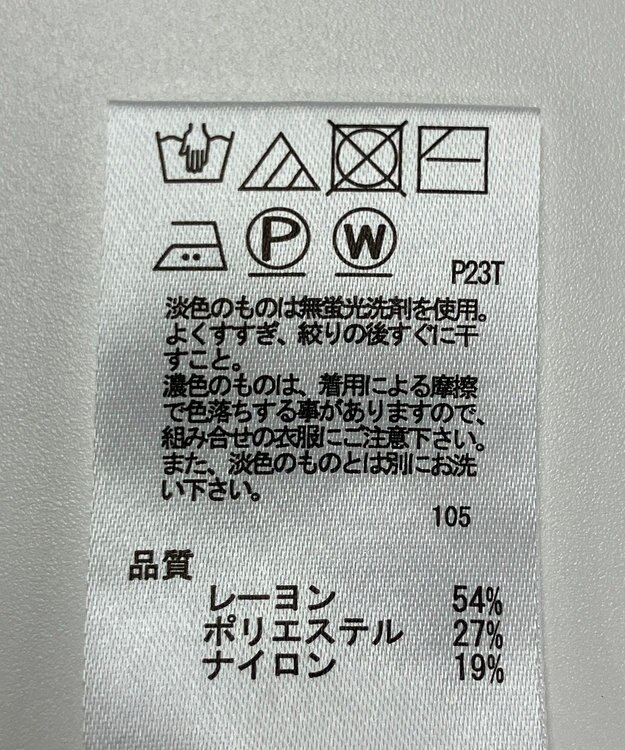 P W
P23T
淡色のものは無蛍光洗剤を使用。
よくすすぎ、絞りの後すぐに干
すこと。
濃色のものは、着用による摩擦
で色落ちする事がありますので、
組み合せの衣服にご注意下さい。
また、淡色のものとは別にお洗
い下さい。
105
品質
レーヨン 54%
ポリエステル 27%
ナイロン 19%